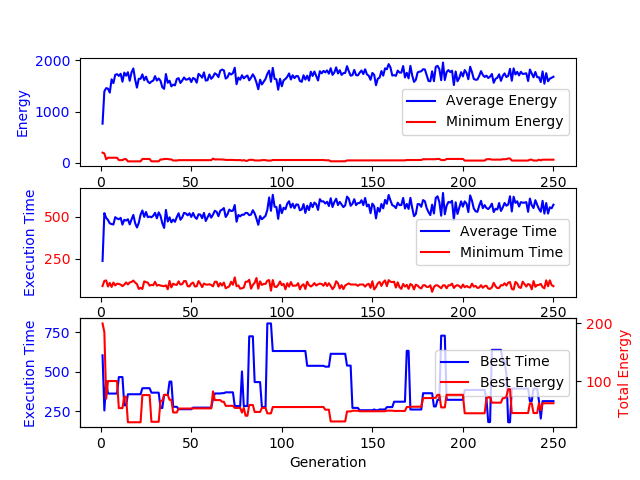 2000
1000
0
Energy
Average Energy
Minimum Energy
0 50 100 150 200 250
500
250
Execution Time
Average Time
Minimum Time
0 50 100 150 200 250
750
500
250
Execution Time
Best Time
Best Energy
200
100
Total Energy
0 50 100 150 200 250
Generation